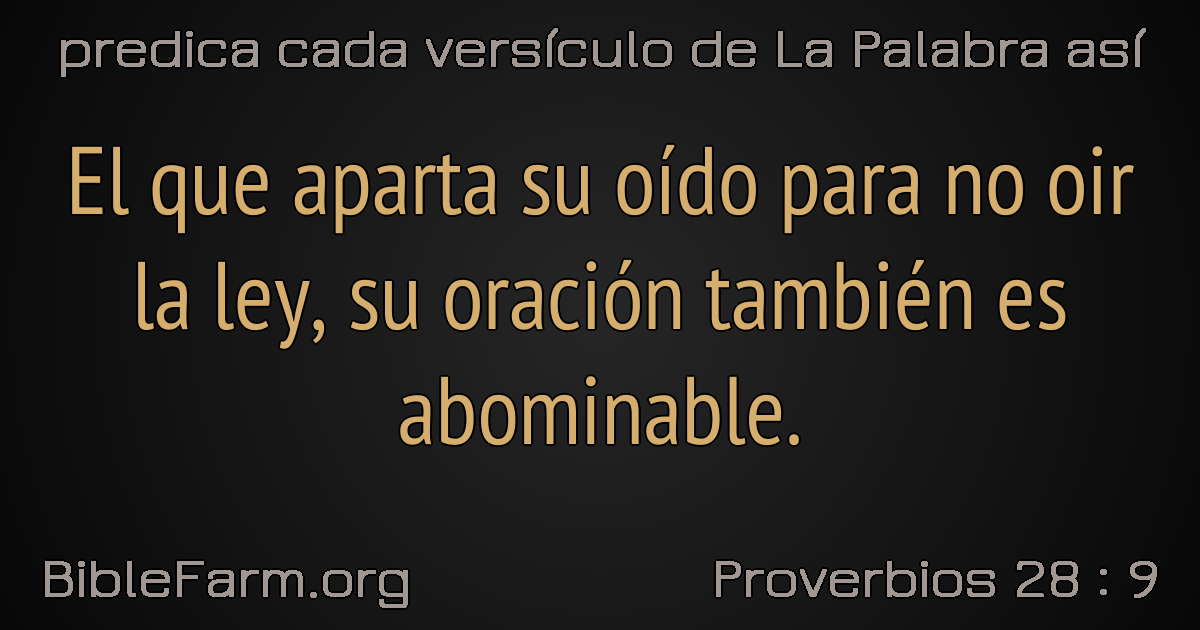 predica cada versículo de La Palabra así
El que aparta su oído para no oir
la ley, su oración también es
abominable.
BibleFarm.org
Proverbios 28 : 9